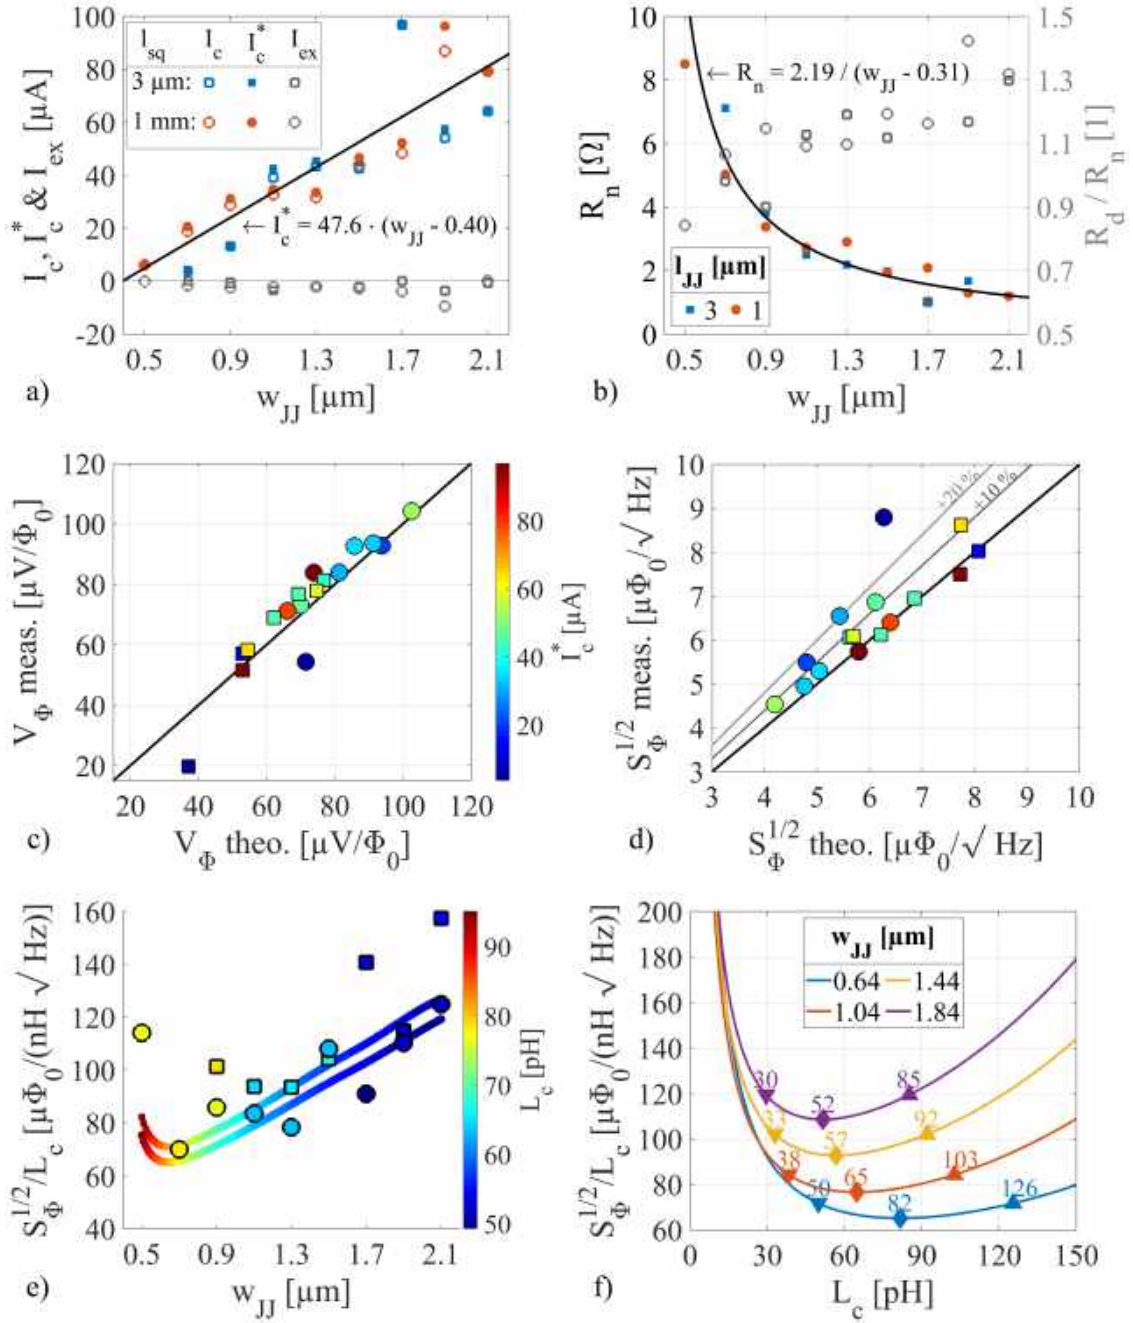 I_c, I_c^* & I_ex [µA]
100
80
60
40
20
0
-20
l_sq I_c I_c^* I_ex
3 µm:
1 mm:
← I_c^* = 47.6 · (w_JJ - 0.40)
0.5 0.9 1.3 1.7 2.1
a) w_JJ [µm]
R_n [Ω]
10
8
6
4
2
0
← R_n = 2.19 / (w_JJ - 0.31)
l_JJ [µm]
3 1
1.5
1.3
1.1
0.9
0.7
0.5
R_d / R_n [1]
0.5 0.9 1.3 1.7 2.1
b) w_JJ [µm]
V_Φ meas. [µV/Φ_0]
120
100
80
60
40
20
20 40 60 80 100 120
c) V_Φ theo. [µV/Φ_0]
80
60
40
20
I_c^* [µA]
S_Φ^1/2 meas. [µΦ_0/√ Hz]
10
9
8
7
6
5
4
3
+20 %
+10 %
3 4 5 6 7 8 9 10
d) S_Φ^1/2 theo. [µΦ_0/√ Hz]
S_Φ^1/2/L_c [µΦ_0/(nH √ Hz)]
160
140
120
100
80
60
40
0.5 0.9 1.3 1.7 2.1
e) w_JJ [µm]
90
80
70
60
50
L_c [pH]
S_Φ^1/2/L_c [µΦ_0/(nH √ Hz)]
200
180
160
140
120
100
80
60
w_JJ [µm]
0.64 1.44
1.04 1.84
30 52 85
33 57 92
38 65 103
50 82 126
0 30 60 90 120 150
f) L_c [pH]